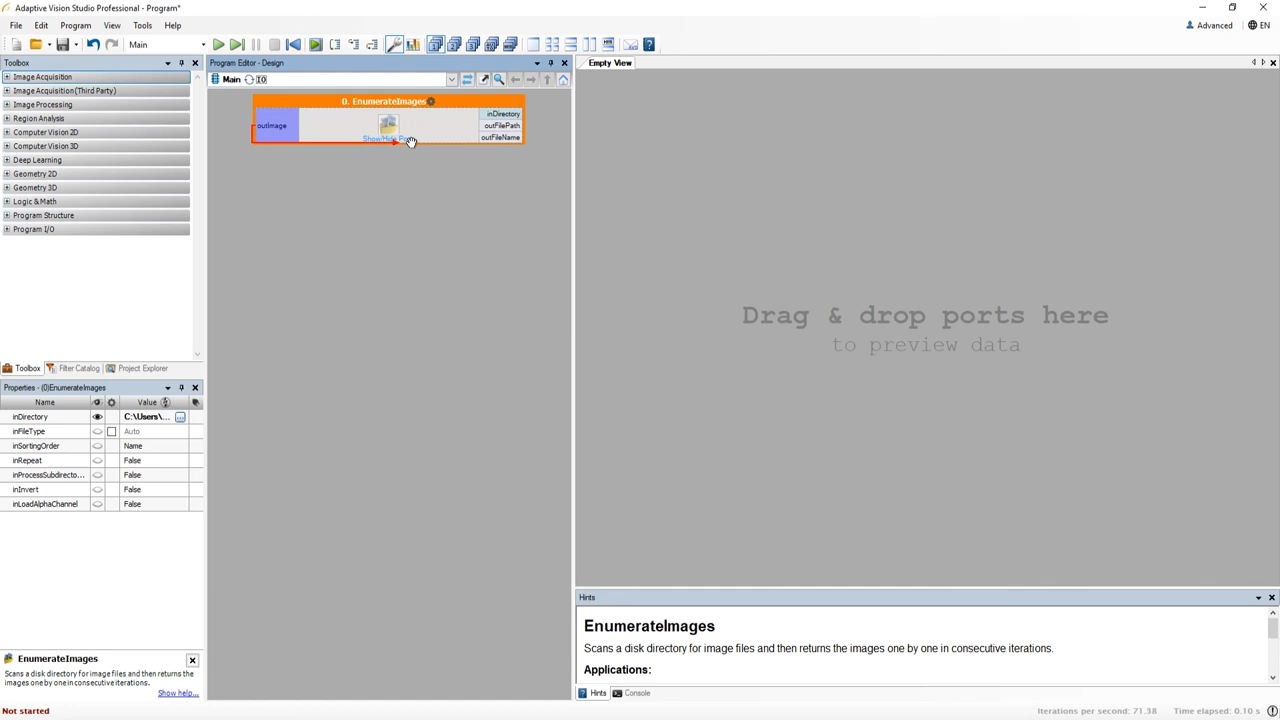 Adaptive Vision Studio Professional - Program*
File Edit Program View Tools Help
Advanced EN
Main
Toolbox
Image Acquisition
Image Acquisition(Third Party)
Image Processing
Region Analysis
Computer Vision 2D
Computer Vision 3D
Deep Learning
Geometry 2D
Geometry 3D
Logic & Math
Program Structure
Program I/O
Toolbox Filter Catalog Project Explorer
Properties - (0)EnumerateImages
Name Value
inDirectory C:\Users\...
inFileType Auto
inSortingOrder Name
inRepeat False
inProcessSubdirecto... False
inInvert False
inLoadAlphaChannel False
EnumerateImages
Scans a disk directory for image files and then returns the
images one by one in consecutive iterations.
Show help...
Not started
Program Editor - Design
Main
0. EnumerateImages
outImage
Show/Hide
inDirectory
outFilePath
outFileName
Empty View
Drag & drop ports here
to preview data
Hints
EnumerateImages
Scans a disk directory for image files and then returns the images one by one in consecutive iterations.
Applications:
Hints Console
Iterations per second: 71.38 Time elapsed: 0.10 s